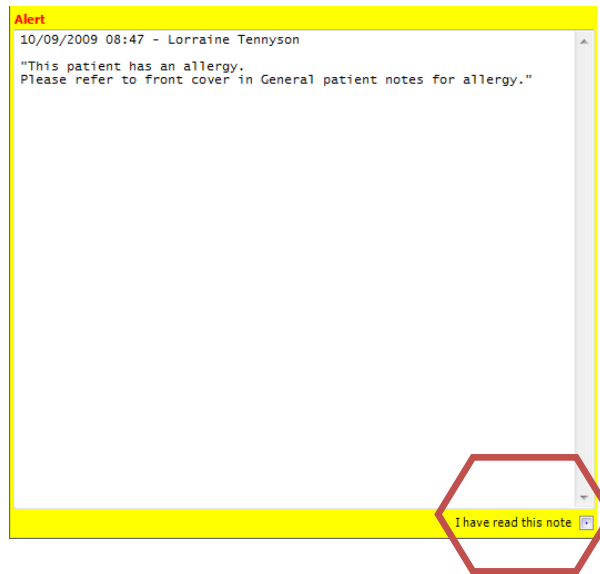 Alert
10/09/2009 08:47 - Lorraine Tennyson
"This patient has an allergy.
Please refer to front cover in General patient notes for allergy."
I have read this note